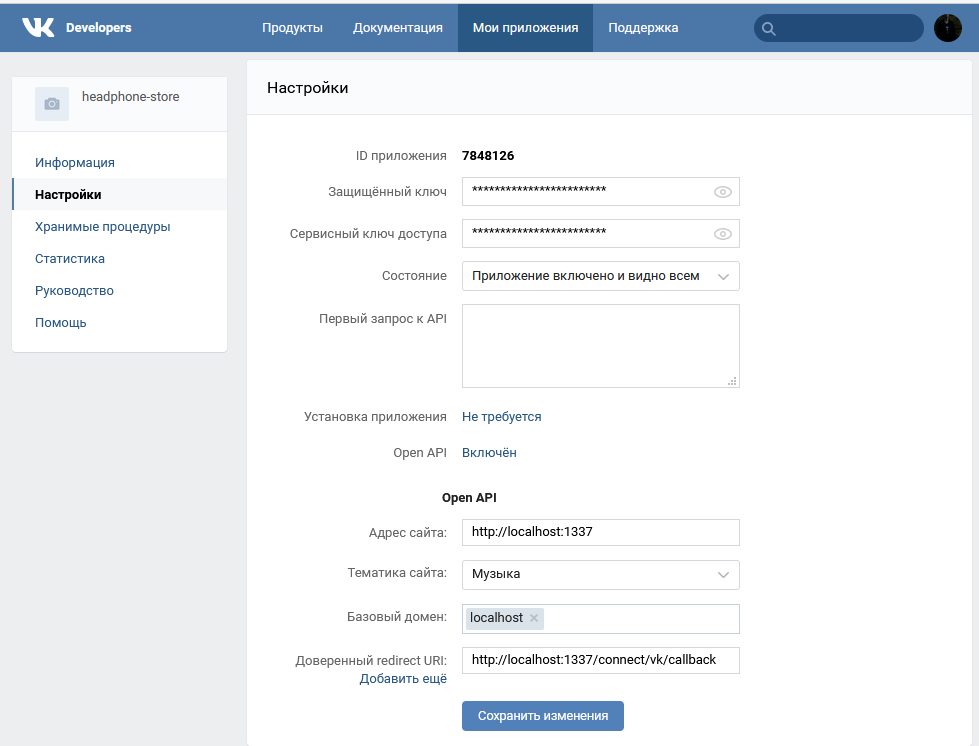 VK Developers Продукты Документация Мои приложения Поддержка
headphone-store
Информация
Настройки
Хранимые процедуры
Статистика
Руководство
Помощь
Настройки
ID приложения 7848126
Защищённый ключ ************************
Сервисный ключ доступа ************************
Состояние Приложение включено и видно всем
Первый запрос к API
Установка приложения Не требуется
Open API Включён
Open API
Адрес сайта: http://localhost:1337
Тематика сайта: Музыка
Базовый домен: localhost ×
Доверенный redirect URI: http://localhost:1337/connect/vk/callback
Добавить ещё
Сохранить изменения